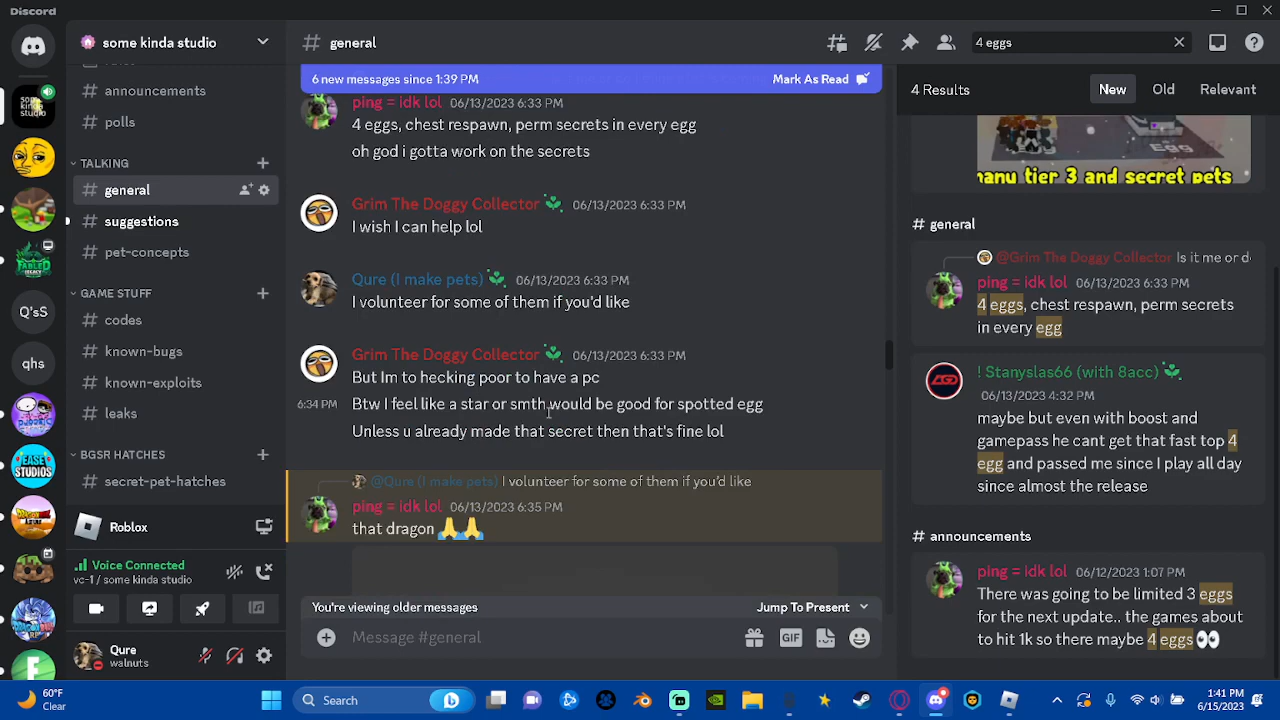 Discord
some kinda studio
announcements
polls
TALKING
general
suggestions
pet-concepts
GAME STUFF
codes
known-bugs
known-exploits
leaks
BGSR HATCHES
secret-pet-hatches
Roblox
Voice Connected
vc-1 / some kinda studio
Qure
walnuts
some kinda studio
Q'sS
qhs
EASE STUDIOS
general
4 eggs
6 new messages since 1:39 PM
Mark As Read
ping = idk lol 06/13/2023 6:33 PM
4 eggs, chest respawn, perm secrets in every egg
oh god i gotta work on the secrets
Grim The Doggy Collector 06/13/2023 6:33 PM
I wish I can help lol
Qure (I make pets) 06/13/2023 6:33 PM
I volunteer for some of them if you'd like
Grim The Doggy Collector 06/13/2023 6:33 PM
But Im to hecking poor to have a pc
6:34 PM Btw I feel like a star or smth would be good for spotted egg
Unless u already made that secret then that's fine lol
@Qure (I make pets) I volunteer for some of them if you'd like
ping = idk lol 06/13/2023 6:35 PM
that dragon 🙏🙏
You're viewing older messages
Jump To Present
Message #general
GIF
4 Results
New
Old
Relevant
EGG
manu tier 3 and secret pets
# general
@Grim The Doggy Collector Is it me or d
ping = idk lol 06/13/2023 6:33 PM
4 eggs, chest respawn, perm secrets
in every egg
! Stanyslas66 (with 8acc)
06/13/2023 4:32 PM
maybe but even with boost and
gamepass he cant get that fast top 4
egg and passed me since I play all day
since almost the release
# announcements
ping = idk lol 06/12/2023 1:07 PM
There was going to be limited 3 eggs
for the next update.. the games about
to hit 1k so there maybe 4 eggs 👀
60°F
Clear
Search
1:41 PM
6/15/2023